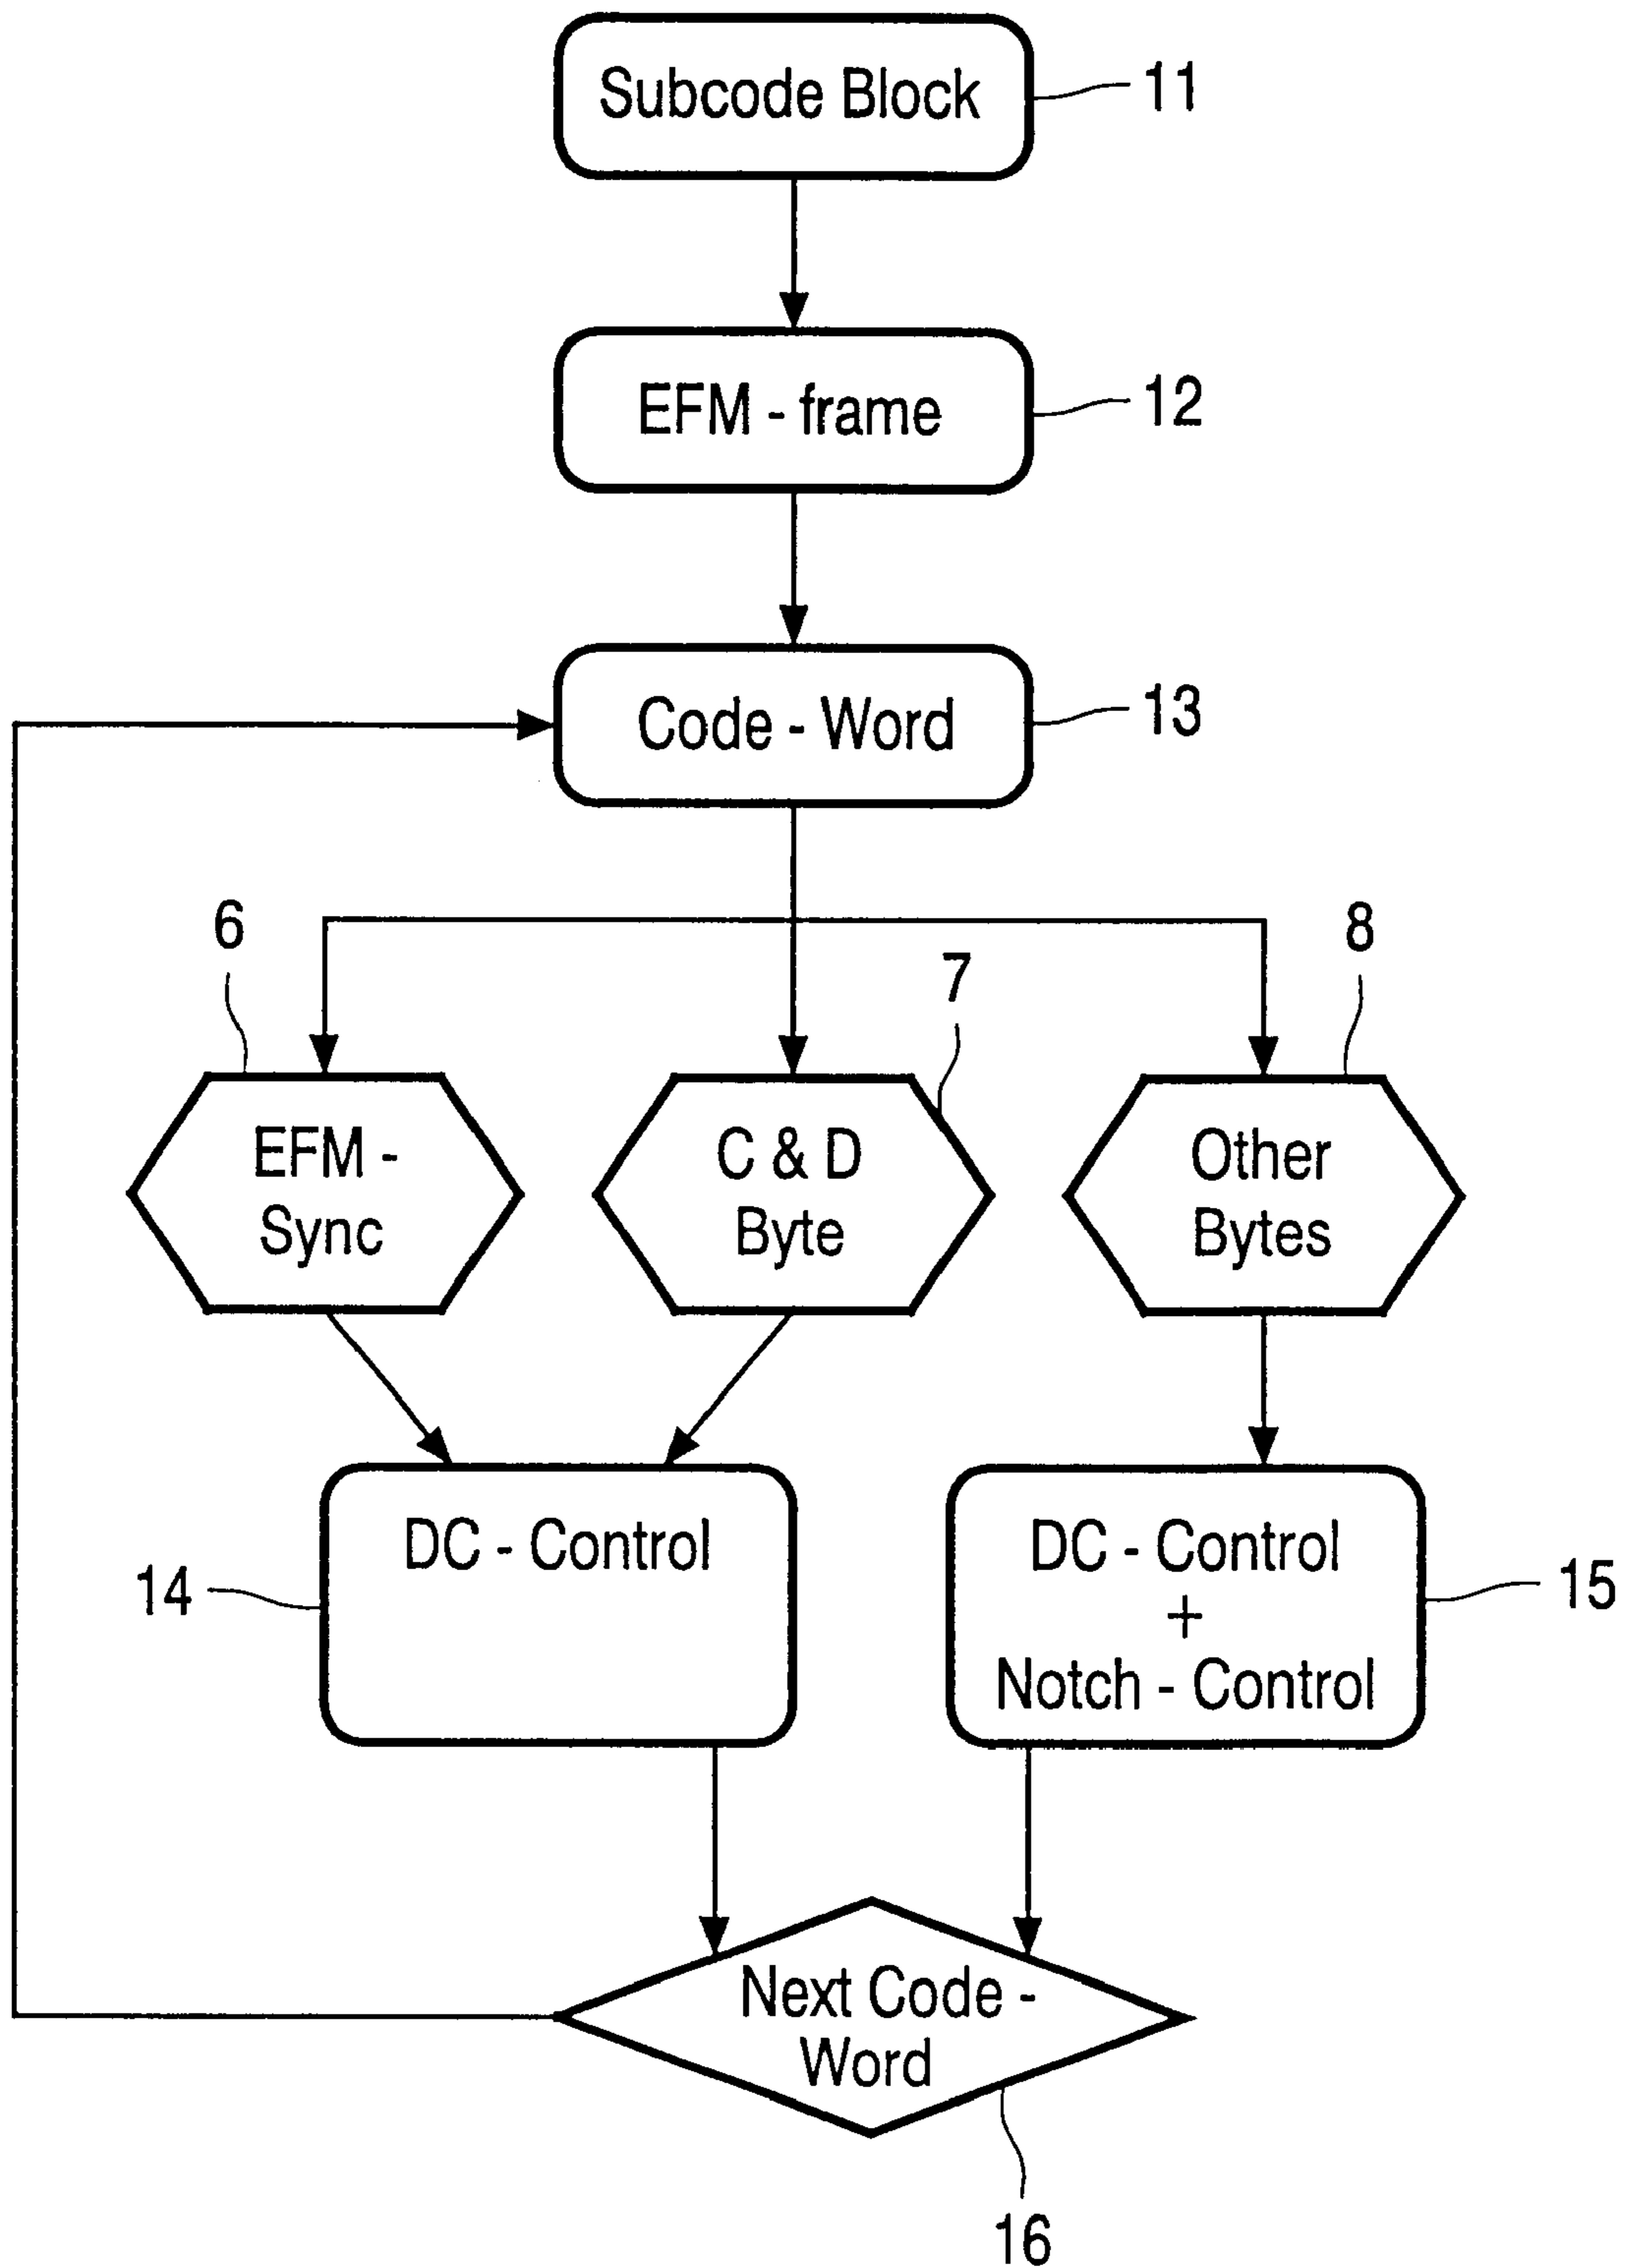 Subcode Block
11
EFM - frame
12
Code - Word
13
6
7
8
EFM -
Sync
C & D
Byte
Other
Bytes
DC - Control
14
DC - Control
+
Notch - Control
15
Next Code -
Word
16